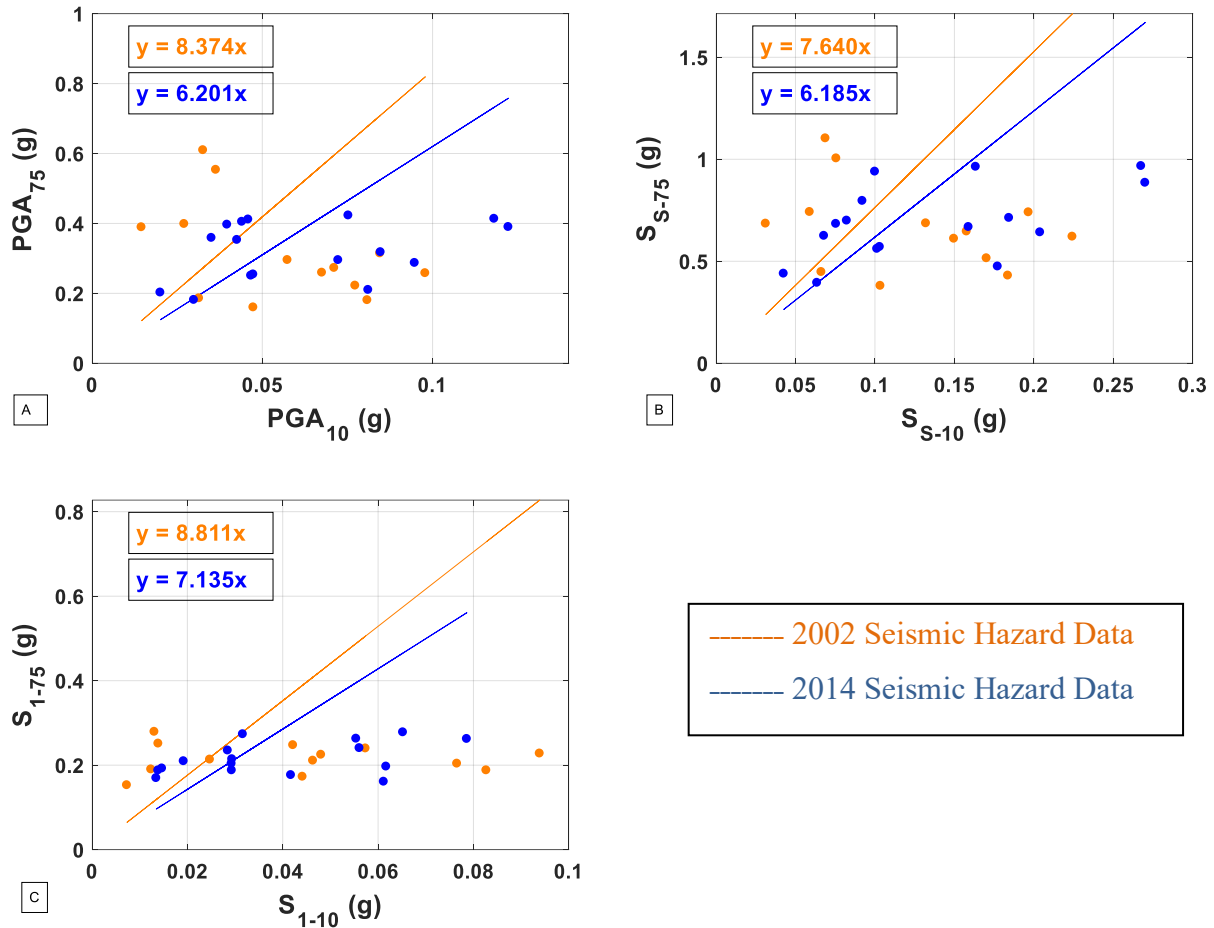 y = 8.374x
y = 6.201x
1
0.8
0.6
0.4
0.2
0
PGA75 (g)
0
0.05
0.1
PGA10 (g)
A
y = 7.640x
y = 6.185x
1.5
1
0.5
0
SS-75 (g)
0
0.05
0.1
0.15
0.2
0.25
0.3
SS-10 (g)
B
y = 8.811x
y = 7.135x
0.8
0.6
0.4
0.2
0
S1-75 (g)
0
0.02
0.04
0.06
0.08
0.1
S1-10 (g)
C
------- 2002 Seismic Hazard Data
------- 2014 Seismic Hazard Data